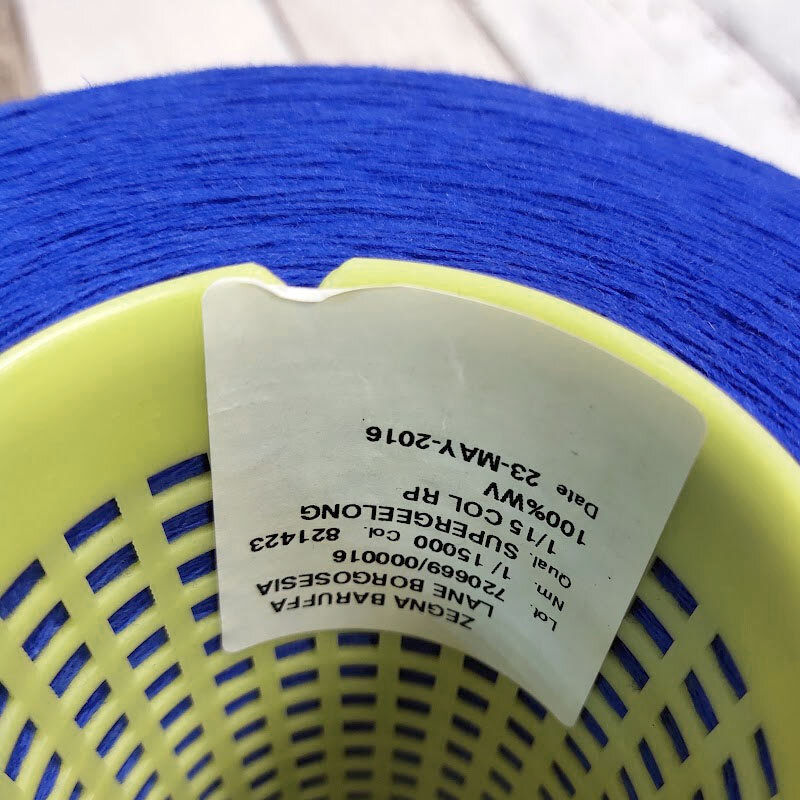 ZEGNA BARUFFA
LANE BORGOSESIA
Lot. 720669/000016
Nm. 1/ 15000 Col. 821423
Qual. SUPERGEELONG
1/15 COL RP
100%WV
Date 23-MAY-2016